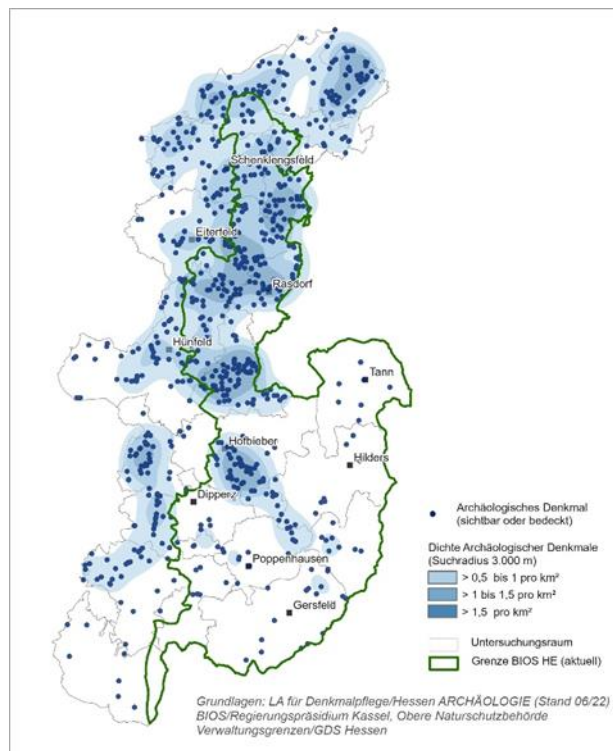 Schenklengsfeld
Eiterfeld
Rasdorf
Hünfeld
Tann
Hofbieber
Hilders
Dipperz
Poppenhausen
Gersfeld
Archäologisches Denkmal
(sichtbar oder bedeckt)
Dichte Archäologischer Denkmale
(Suchradius 3.000 m)
> 0,5 bis 1 pro km²
> 1 bis 1,5 pro km²
> 1,5 pro km²
Untersuchungsraum
Grenze BIOS HE (aktuell)
Grundlagen: LA für Denkmalpflege/Hessen ARCHÄOLOGIE (Stand 06/22)
BIOS/Regierungspräsidium Kassel, Obere Naturschutzbehörde
Verwaltungsgrenzen/GDS Hessen